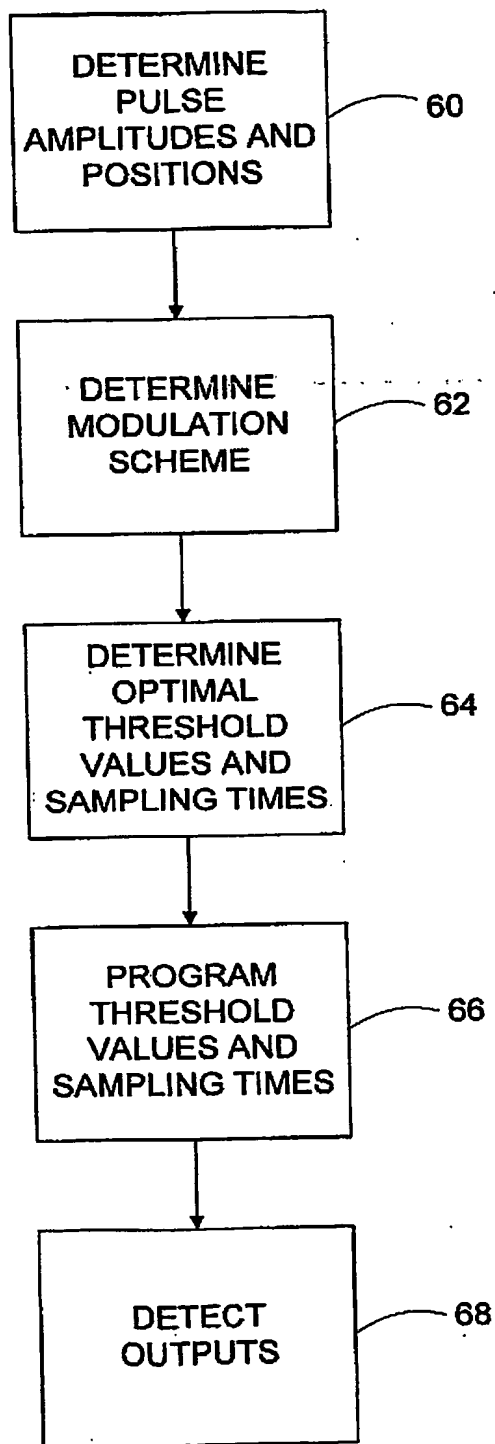 DETERMINE
PULSE
AMPLITUDES AND
POSITIONS
60
DETERMINE
MODULATION
SCHEME
62
DETERMINE
OPTIMAL
THRESHOLD
VALUES AND
SAMPLING TIMES
64
PROGRAM
THRESHOLD
VALUES AND
SAMPLING TIMES
66
DETECT
OUTPUTS
68